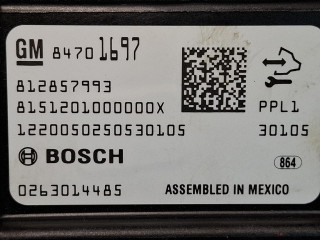 GM 84701697
812857993
8151201000000X PPL1
1220050250530105 30105
BOSCH 864
0263014485 ASSEMBLED IN MEXICO